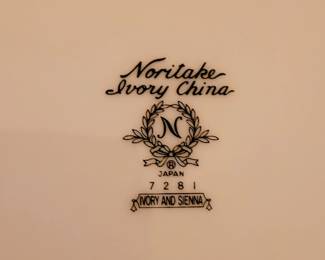 Noritake
Ivory China
N
®
JAPAN
7281
IVORY AND SIENNA